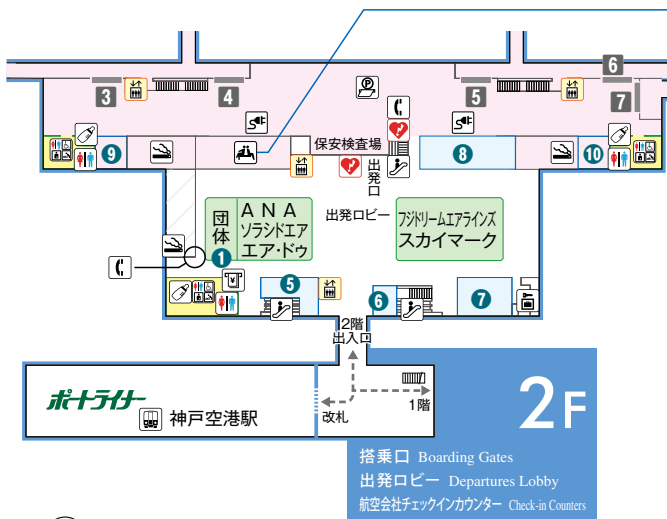 6
3
4
5
7
保安検査場
9
8
10
出発口
出発ロビー
団体
ＡＮＡ
ソラシドエア
エア・ドゥ
フジドリームエアラインズ
スカイマーク
1
5
6
7
2階
出入口
ポートライナー
神戸空港駅
改札
1階
2F
搭乗口 Boarding Gates
出発ロビー Departures Lobby
航空会社チェックインカウンター Check-in Counters